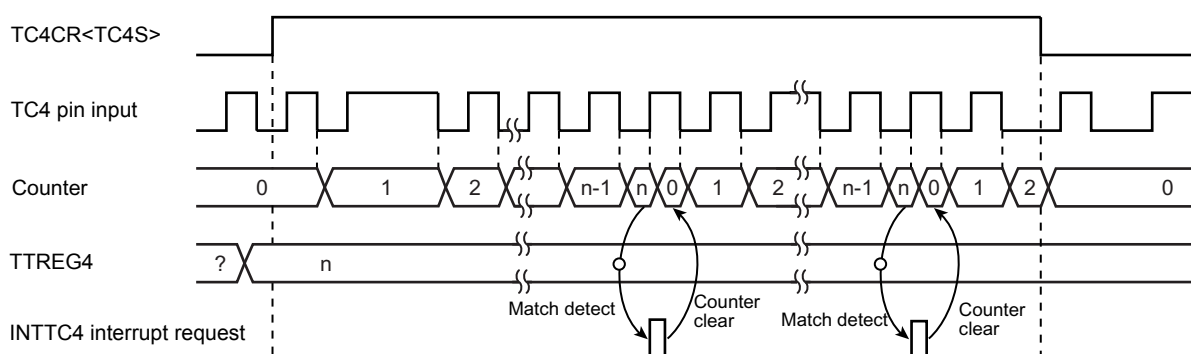 TC4CR<TC4S>
TC4 pin input
Counter 0 1 2 n-1 n 0 1 2 n-1 n 0 1 2 0
TTREG4 ? n
Match detect Counter clear Match detect Counter clear
INTTC4 interrupt request